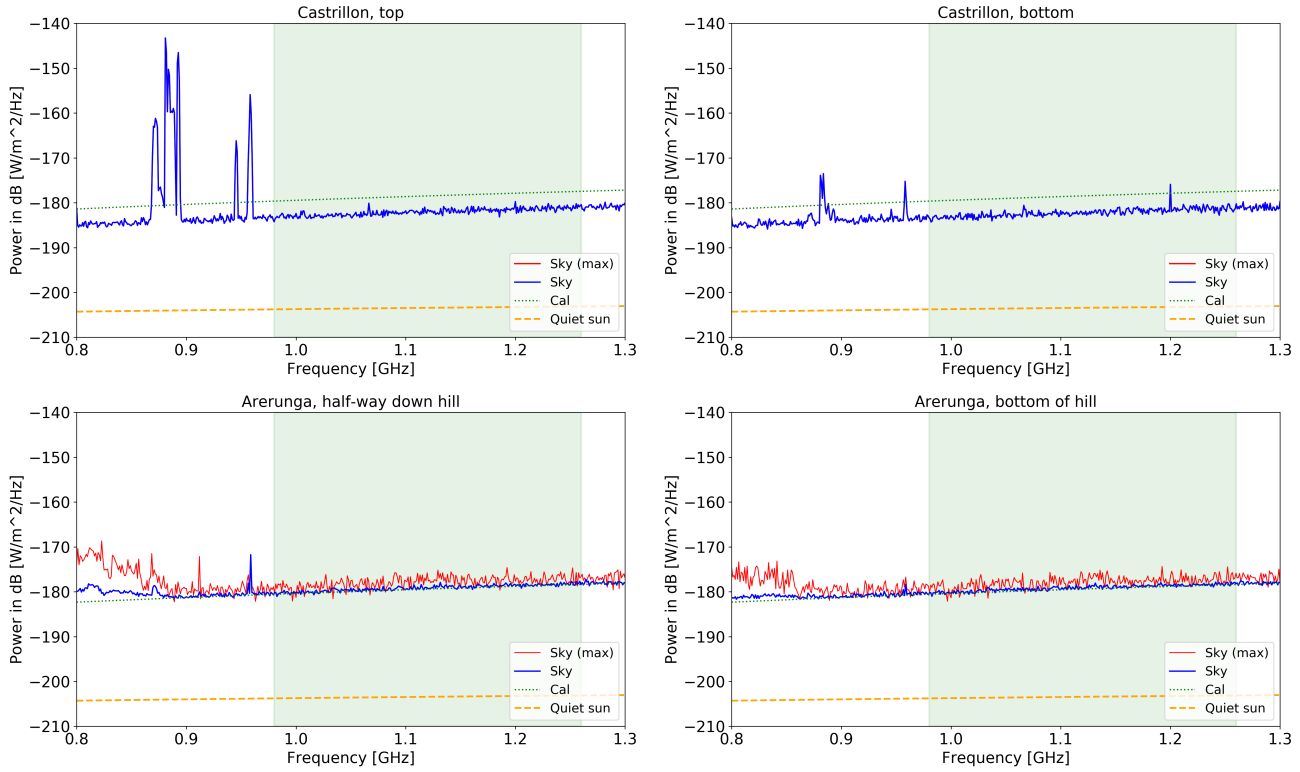 Castrillon, top
Power in dB [W/m^2/Hz]
−140
−150
−160
−170
−180
−190
−200
−210
Sky (max)
Sky
Cal
Quiet sun
0.8 0.9 1.0 1.1 1.2 1.3
Frequency [GHz]
Castrillon, bottom
Power in dB [W/m^2/Hz]
−140
−150
−160
−170
−180
−190
−200
−210
Sky (max)
Sky
Cal
Quiet sun
0.8 0.9 1.0 1.1 1.2 1.3
Frequency [GHz]
Arerunga, half-way down hill
Power in dB [W/m^2/Hz]
−140
−150
−160
−170
−180
−190
−200
−210
Sky (max)
Sky
Cal
Quiet sun
0.8 0.9 1.0 1.1 1.2 1.3
Frequency [GHz]
Arerunga, bottom of hill
Power in dB [W/m^2/Hz]
−140
−150
−160
−170
−180
−190
−200
−210
Sky (max)
Sky
Cal
Quiet sun
0.8 0.9 1.0 1.1 1.2 1.3
Frequency [GHz]